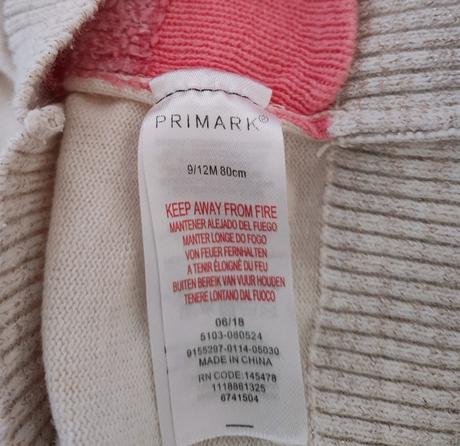 PRIMARK®
9/12M 80cm
KEEP AWAY FROM FIRE
MANTENER ALEJADO DEL FUEGO
MANTER LONGE DO FOGO
VON FEUER FERNHALTEN
A TENIR ÉLOIGNÉ DU FEU
BUITEN BEREIK VAN VUUR HOUDEN
TENERE LONTANO DAL FUOCO
06/18
5103-080524
9155297-0114-05030
MADE IN CHINA
RN CODE: 145478
1118861325
6741504